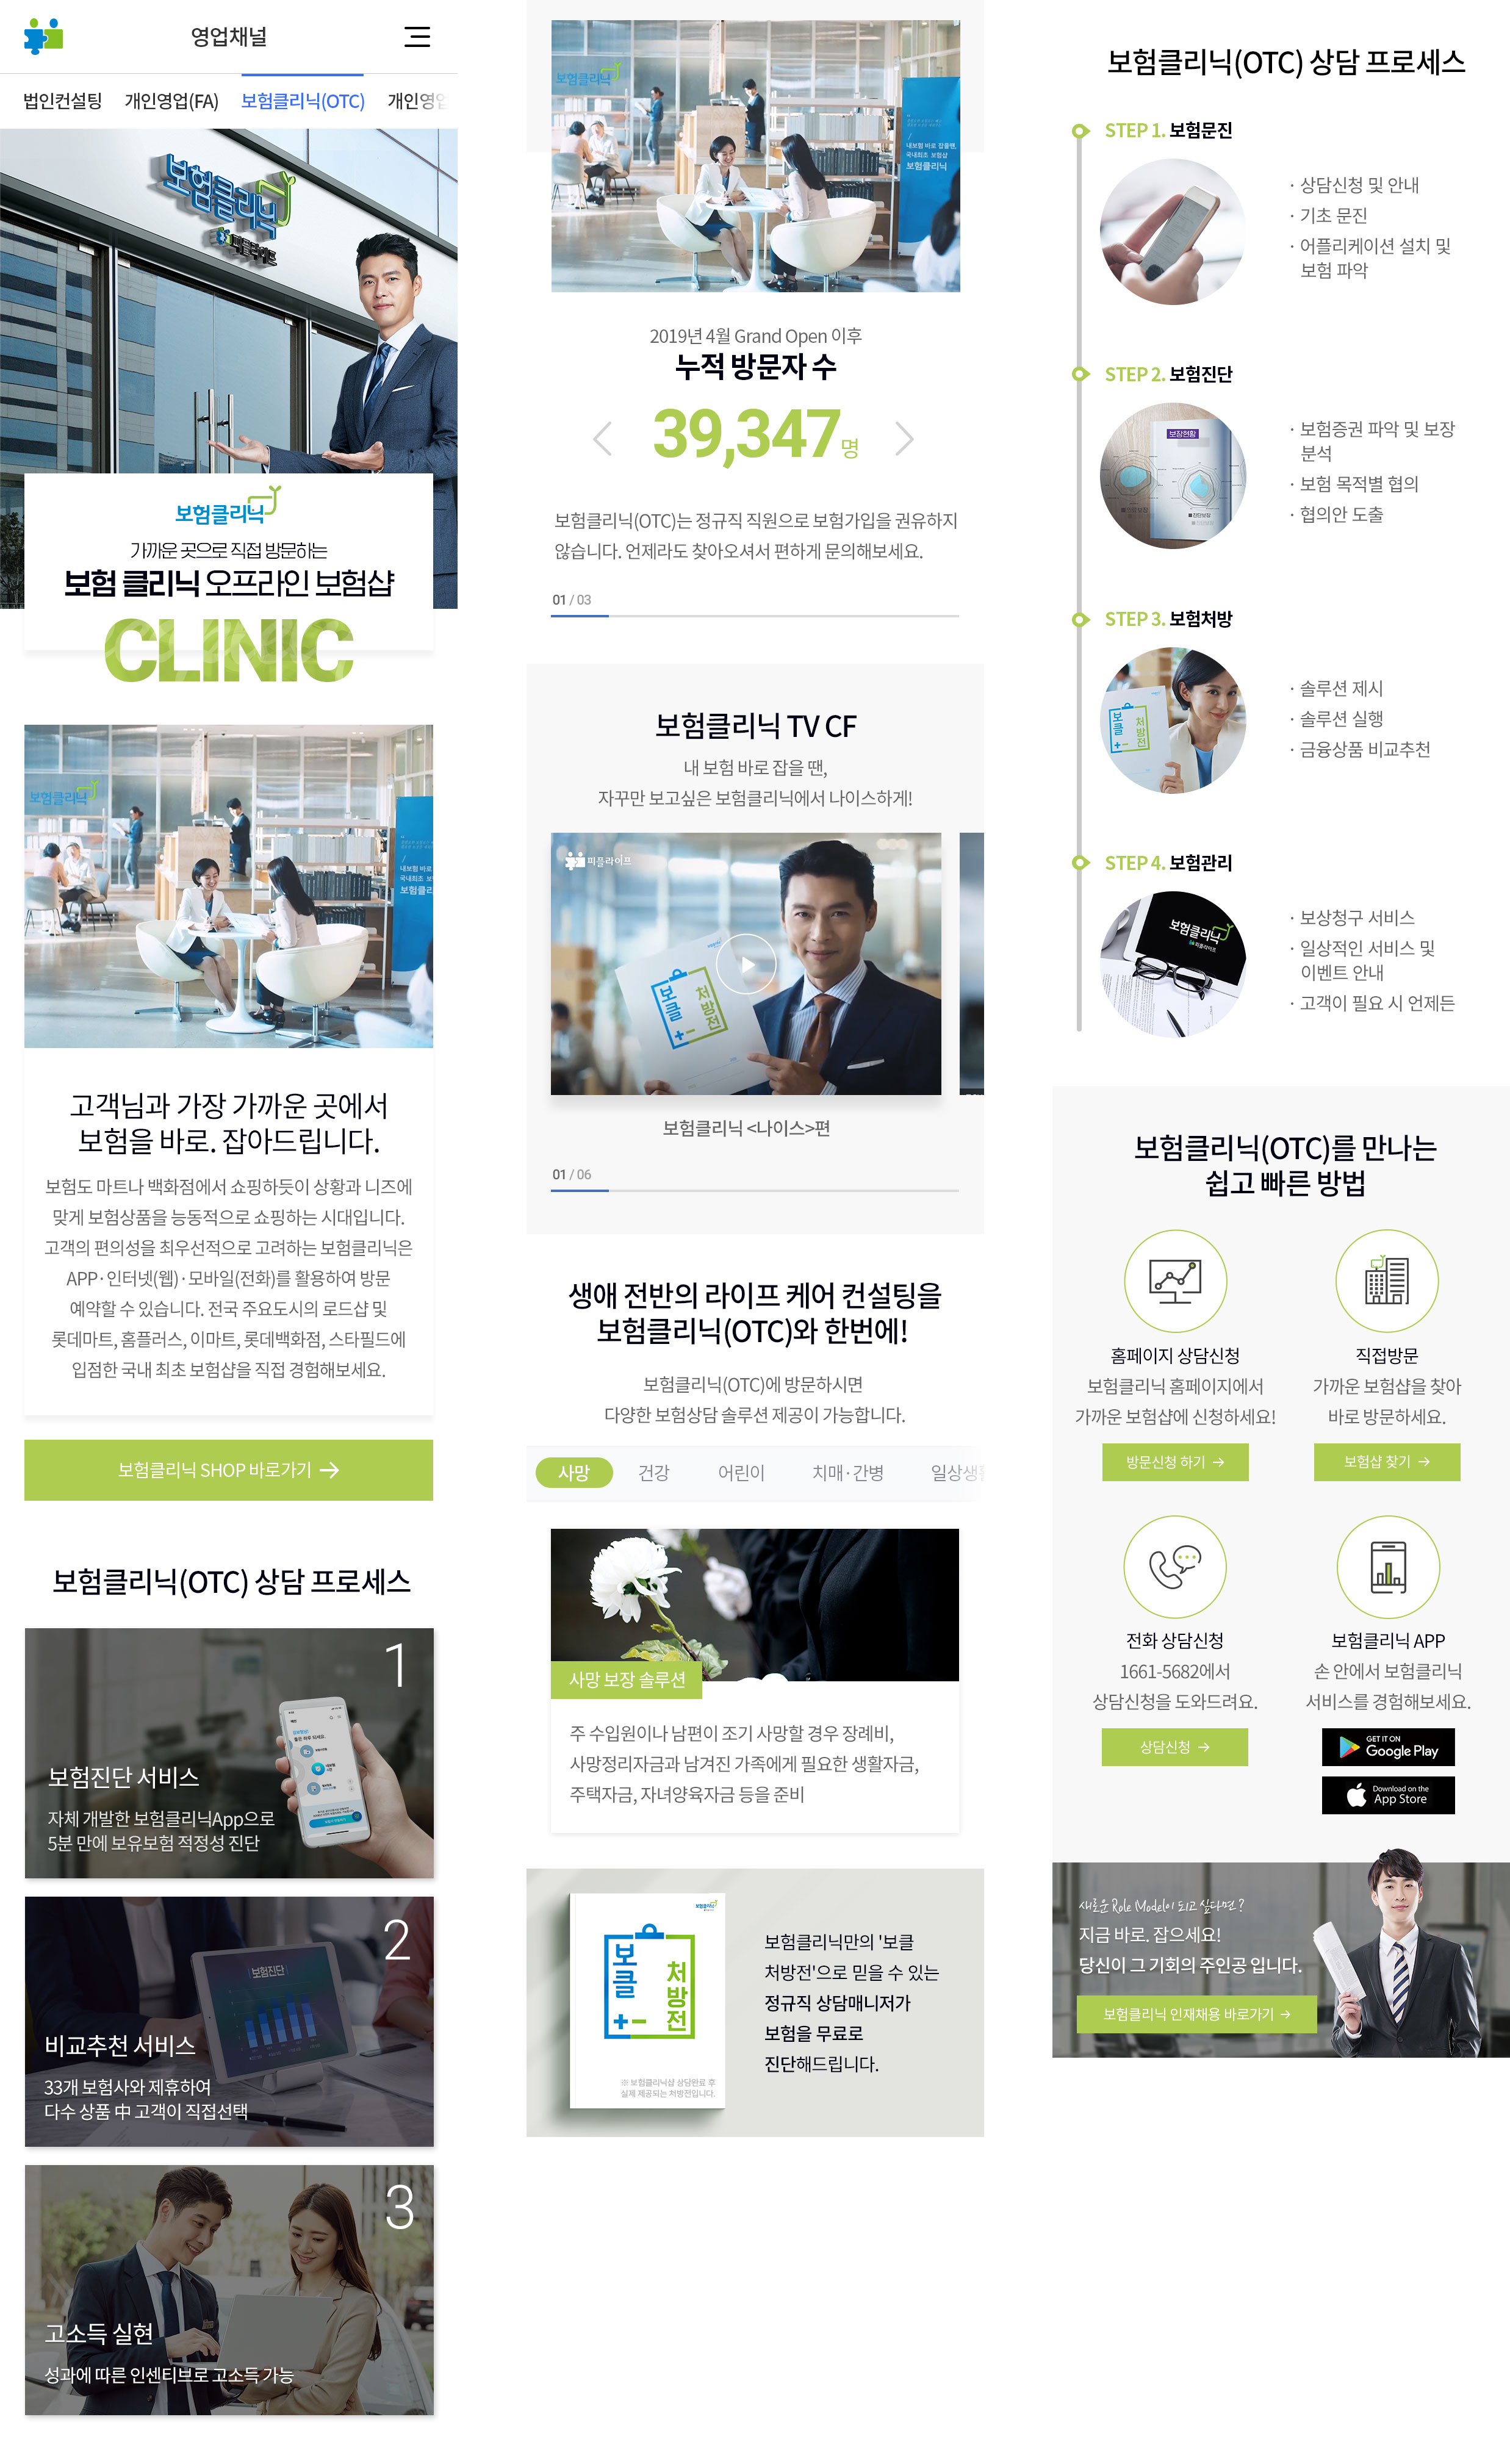 영업채널
법인컨설팅
개인영업(FA)
보험클리닉(OTC)
개인영업
보험클리닉
피플라이프
보험클리닉
가까운 곳으로 직접 방문하는
보험 클리닉 오프라인 보험샵
CLINIC
보험클리닉
고객님과 가장 가까운 곳에서
보험을 바로. 잡아드립니다.
보험도 마트나 백화점에서 쇼핑하듯이 상황과 니즈에
맞게 보험상품을 능동적으로 쇼핑하는 시대입니다.
고객의 편의성을 최우선적으로 고려하는 보험클리닉은
APP·인터넷(웹)·모바일(전화)를 활용하여 방문
예약할 수 있습니다. 전국 주요도시의 로드샵 및
롯데마트, 홈플러스, 이마트, 롯데백화점, 스타필드에
입점한 국내 최초 보험샵을 직접 경험해보세요.
보험클리닉 SHOP 바로가기 →
보험클리닉(OTC) 상담 프로세스
1
보험진단 서비스
자체 개발한 보험클리닉App으로
5분 만에 보유보험 적정성 진단
2
보험진단
비교추천 서비스
33개 보험사와 제휴하여
다수 상품 中 고객이 직접선택
3
고소득 실현
성과에 따른 인센티브로 고소득 가능
보험클리닉
내보험 바로 잡을땐,
국내최초 보험샵
보험클리닉
2019년 4월 Grand Open 이후
누적 방문자 수
39,347명
보험클리닉(OTC)는 정규직 직원으로 보험가입을 권유하지
않습니다. 언제라도 찾아오셔서 편하게 문의해보세요.
01 / 03
보험클리닉 TV CF
내 보험 바로 잡을 땐,
자꾸만 보고싶은 보험클리닉에서 나이스하게!
피플라이프
보클
처방전
보험클리닉 <나이스>편
01 / 06
생애 전반의 라이프 케어 컨설팅을
보험클리닉(OTC)와 한번에!
보험클리닉(OTC)에 방문하시면
다양한 보험상담 솔루션 제공이 가능합니다.
사망
건강
어린이
치매·간병
일상생활
사망 보장 솔루션
주 수입원이나 남편이 조기 사망할 경우 장례비,
사망정리자금과 남겨진 가족에게 필요한 생활자금,
주택자금, 자녀양육자금 등을 준비
보험클리닉
보클
처방전
※ 보험클리닉샵 상담완료 후
실제 제공되는 처방전입니다.
보험클리닉만의 '보클
처방전'으로 믿을 수 있는
정규직 상담매니저가
보험을 무료로
진단해드립니다.
보험클리닉(OTC) 상담 프로세스
STEP 1. 보험문진
· 상담신청 및 안내
· 기초 문진
· 어플리케이션 설치 및
보험 파악
STEP 2. 보험진단
보장현황
· 보험증권 파악 및 보장
분석
· 보험 목적별 협의
· 협의안 도출
STEP 3. 보험처방
보클
처방전
· 솔루션 제시
· 솔루션 실행
· 금융상품 비교추천
STEP 4. 보험관리
보험클리닉
피플라이프
· 보상청구 서비스
· 일상적인 서비스 및
이벤트 안내
· 고객이 필요 시 언제든
보험클리닉(OTC)를 만나는
쉽고 빠른 방법
홈페이지 상담신청
보험클리닉 홈페이지에서
가까운 보험샵에 신청하세요!
방문신청 하기 →
직접방문
가까운 보험샵을 찾아
바로 방문하세요.
보험샵 찾기 →
전화 상담신청
1661-5682에서
상담신청을 도와드려요.
상담신청 →
보험클리닉 APP
손 안에서 보험클리닉
서비스를 경험해보세요.
GET IT ON
Google Play
Download on the
App Store
새로운 Role Model이 되고 싶다면?
지금 바로. 잡으세요!
당신이 그 기회의 주인공 입니다.
보험클리닉 인재채용 바로가기 →